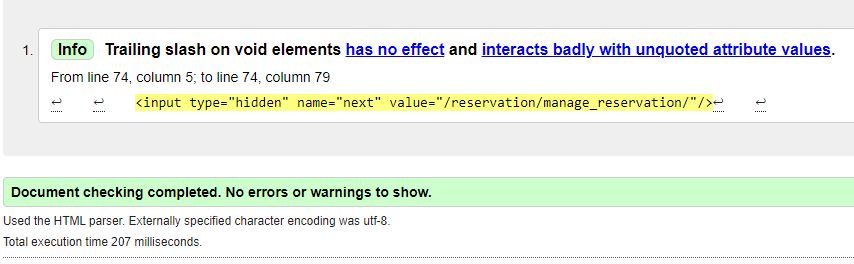 1. Info Trailing slash on void elements has no effect and interacts badly with unquoted attribute values.
From line 74, column 5; to line 74, column 79
↩ ↩ <input type="hidden" name="next" value="/reservation/manage_reservation/"/>↩ ↩
Document checking completed. No errors or warnings to show.
Used the HTML parser. Externally specified character encoding was utf-8.
Total execution time 207 milliseconds.